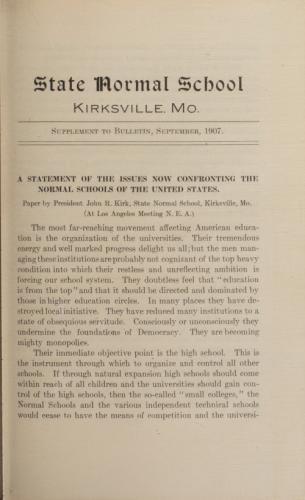 State Normal School
KIRKSVILLE, MO.
SUPPLEMENT TO BULLETIN, SEPTEMBER, 1907.
A STATEMENT OF THE ISSUES NOW CONFRONTING THE
NORMAL SCHOOLS OF THE UNITED STATES.
Paper by President John R. Kirk, State Normal School, Kirksville, Mo.
(At Los Angeles Meeting N. E. A.)
The most far-reaching movement affecting American educa-
tion is the organization of the universities. Their tremendous
energy and well marked progress delight us all; but the men man-
aging these institutions are probably not cognizant of the top heavy
condition into which their restless and unreflecting ambition is
forcing our school system. They doubtless feel that "education
is from the top" and that it should be directed and dominated by
those in higher education circles. In many places they have de-
stroyed local initiative. They have reduced many institutions to a
state of obsequious servitude. Consciously or unconsciously they
undermine the foundations of Democracy. They are becoming
mighty monopolies.
Their immediate objective point is the high school. This is
the instrument through which to organize and control all other
schools. If through natural expansion high schools should come
within reach of all children and the universities should gain con-
trol of the high schools, then the so-called "small colleges," the
Normal Schools and the various independent technical schools
would cease to have the means of competition and the universi-